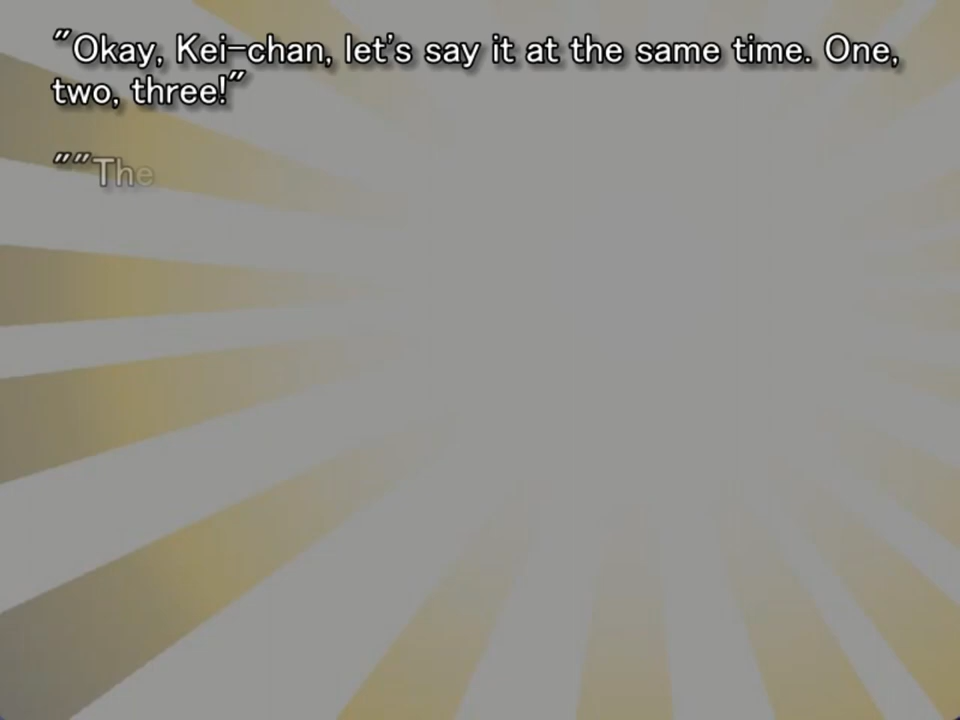 "Okay, Kei-chan, let's say it at the same time. One,
two, three!"
""The